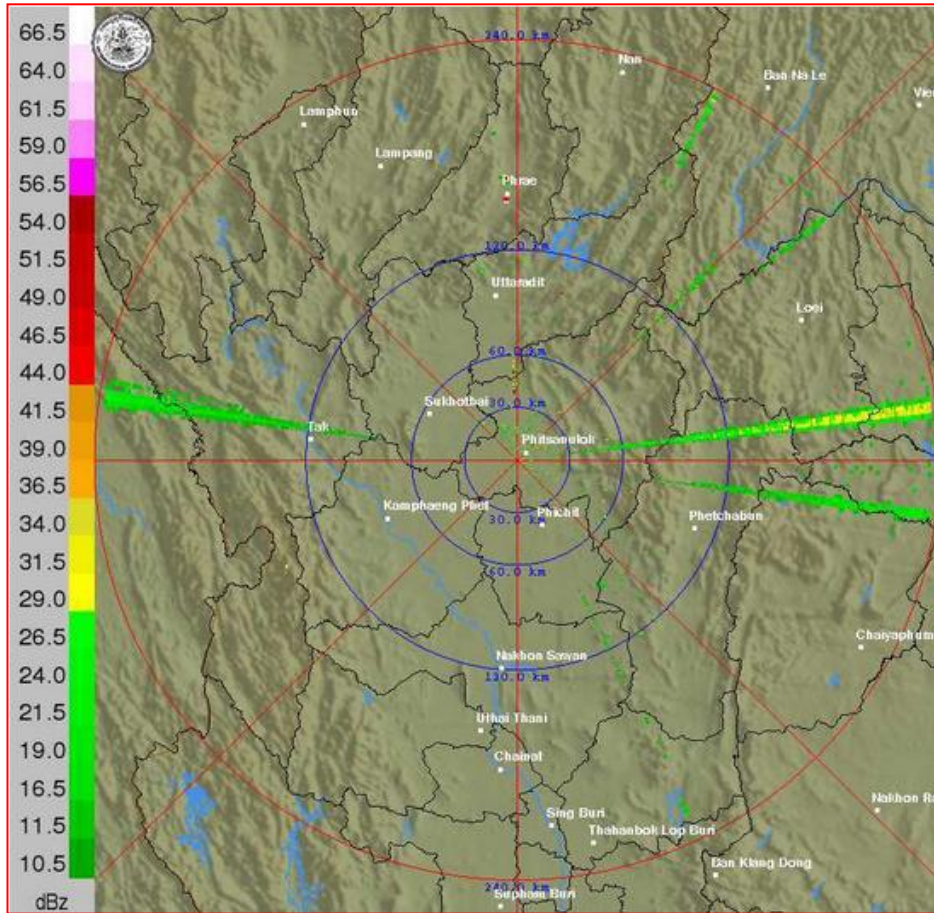 66.5
64.0
61.5
59.0
56.5
54.0
51.5
49.0
46.5
44.0
41.5
39.0
36.5
34.0
31.5
29.0
26.5
24.0
21.5
19.0
16.5
11.5
10.5
dBz
240.0 km
Nan
Ban Na Le
Vien
Lamphun
Lampang
Phrae
120.0 km
Uttaradit
Loei
60.0 km
30.0 km
Sukhothai
Tak
Phitsanulok
Kamphaeng Phet
30.0 km
Phichit
Phetchabun
60.0 km
Chaiyaphum
Nakhon Sawan
120.0 km
Uthai Thani
Chainat
Nakhon Ra
Sing Buri
Thahanbok Lop Buri
Ban Klang Dong
240.0 km
Suphan Buri